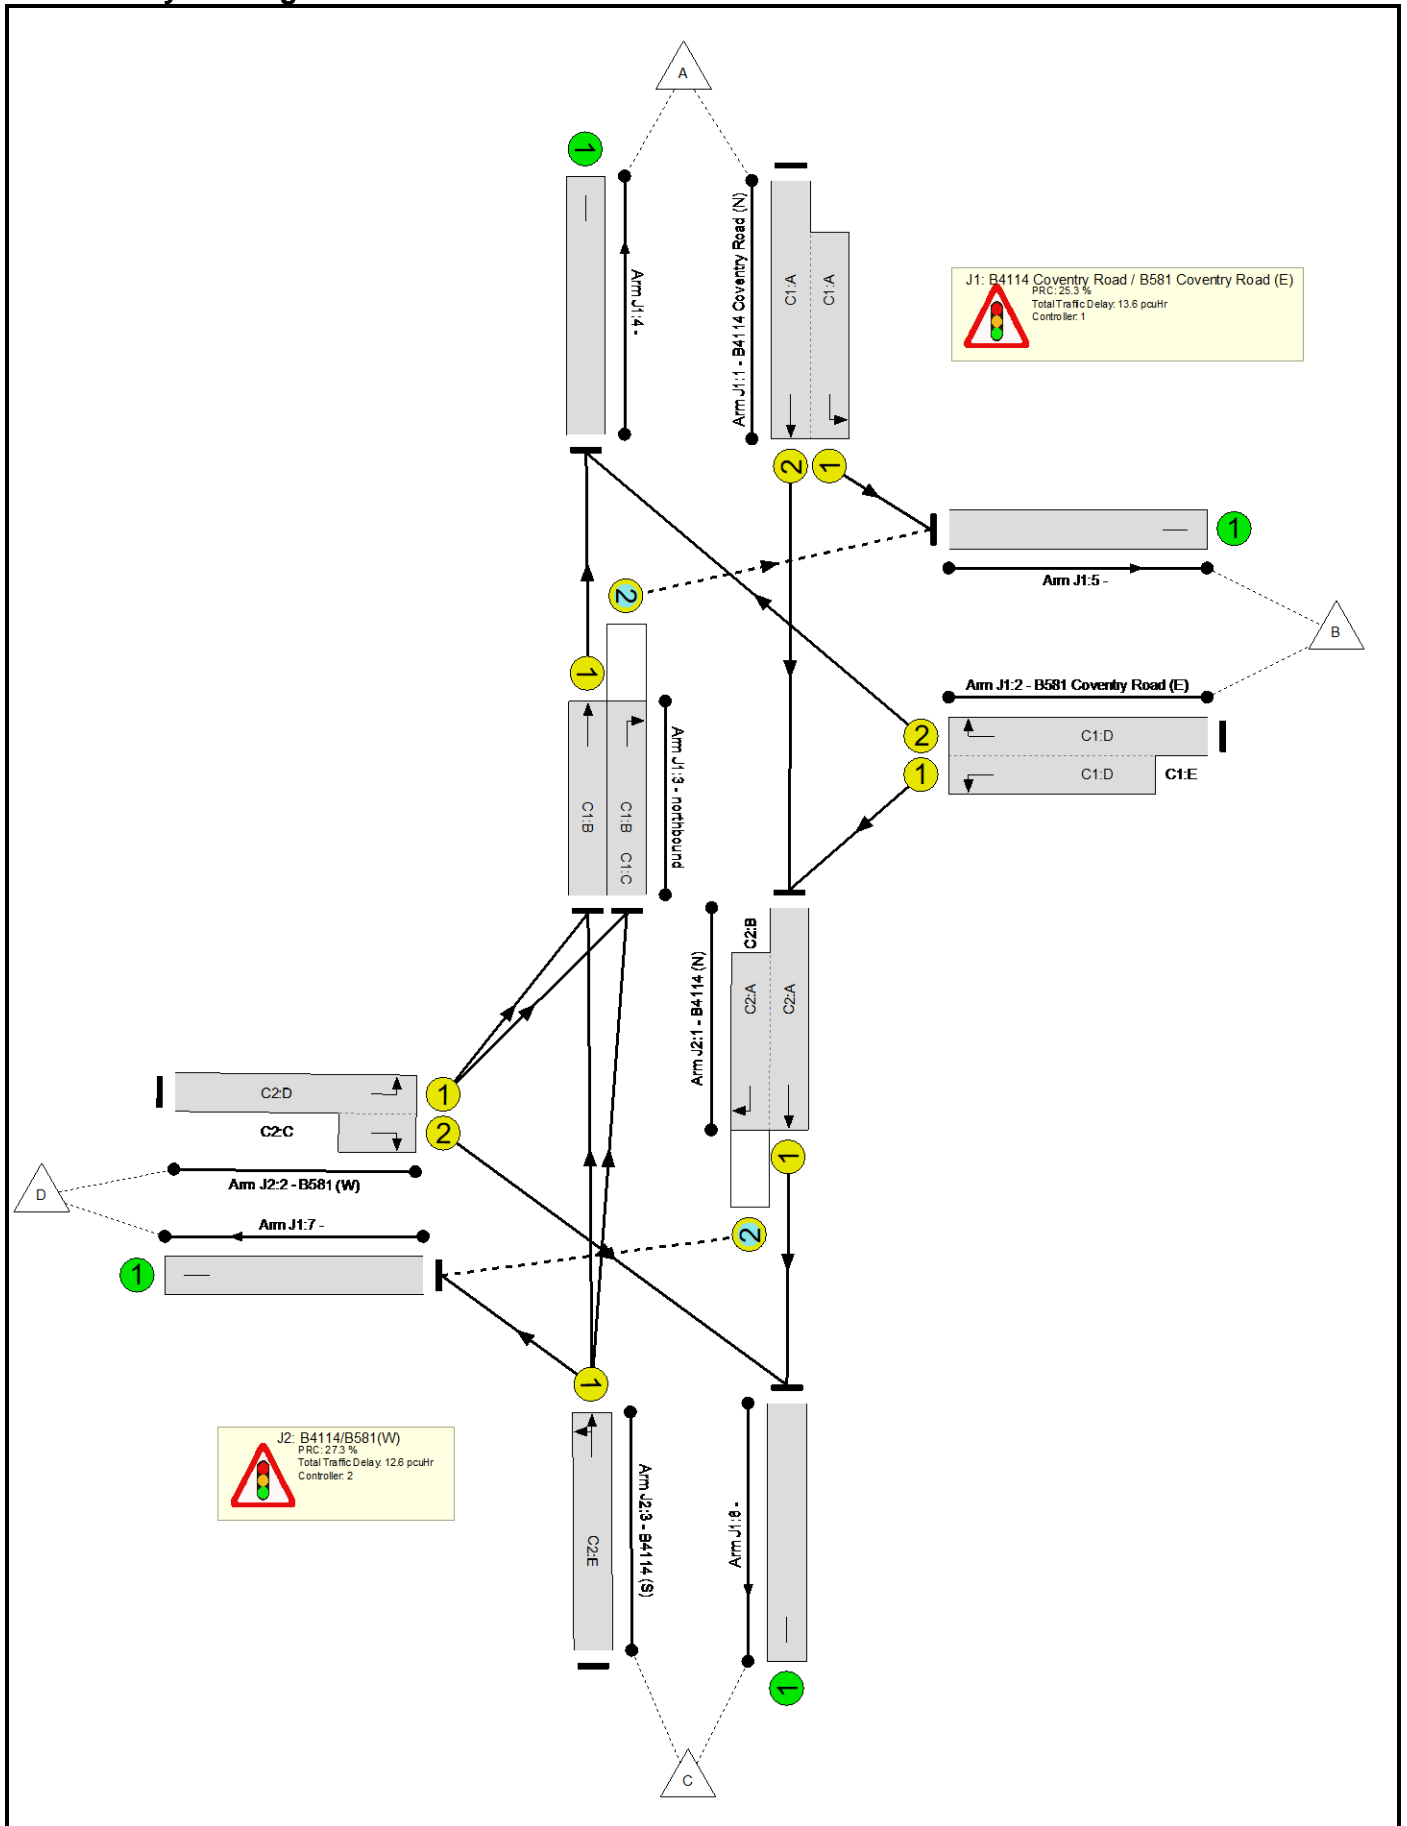 A
1
Arm J1:4 -
Arm J1:1 - B4114 Coventry Road (N)
C1:A
C1:A
J1: B4114 Coventry Road / B581 Coventry Road (E)
PRC: 25.3 %
Total Traffic Delay: 13.6 pcuHr
Controller: 1
2
1
1
Arm J1:5 -
2
B
1
Arm J1:2 - B581 Coventry Road (E)
2
C1:D
1
C1:D
C1:E
Arm J1:3 - northbound
C1:B
C1:B
C1:C
Arm J2:1 - B4114 (N)
C2:B
C2:A
C2:A
C2:D
1
C2:C
2
1
D
Arm J2:2 - B581 (W)
Arm J1:7 -
2
1
1
J2: B4114/B581(W)
PRC: 27.3 %
Total Traffic Delay: 12.6 pcuHr
Controller: 2
C2:E
Arm J2:3 - B4114 (S)
Arm J1:6 -
1
C